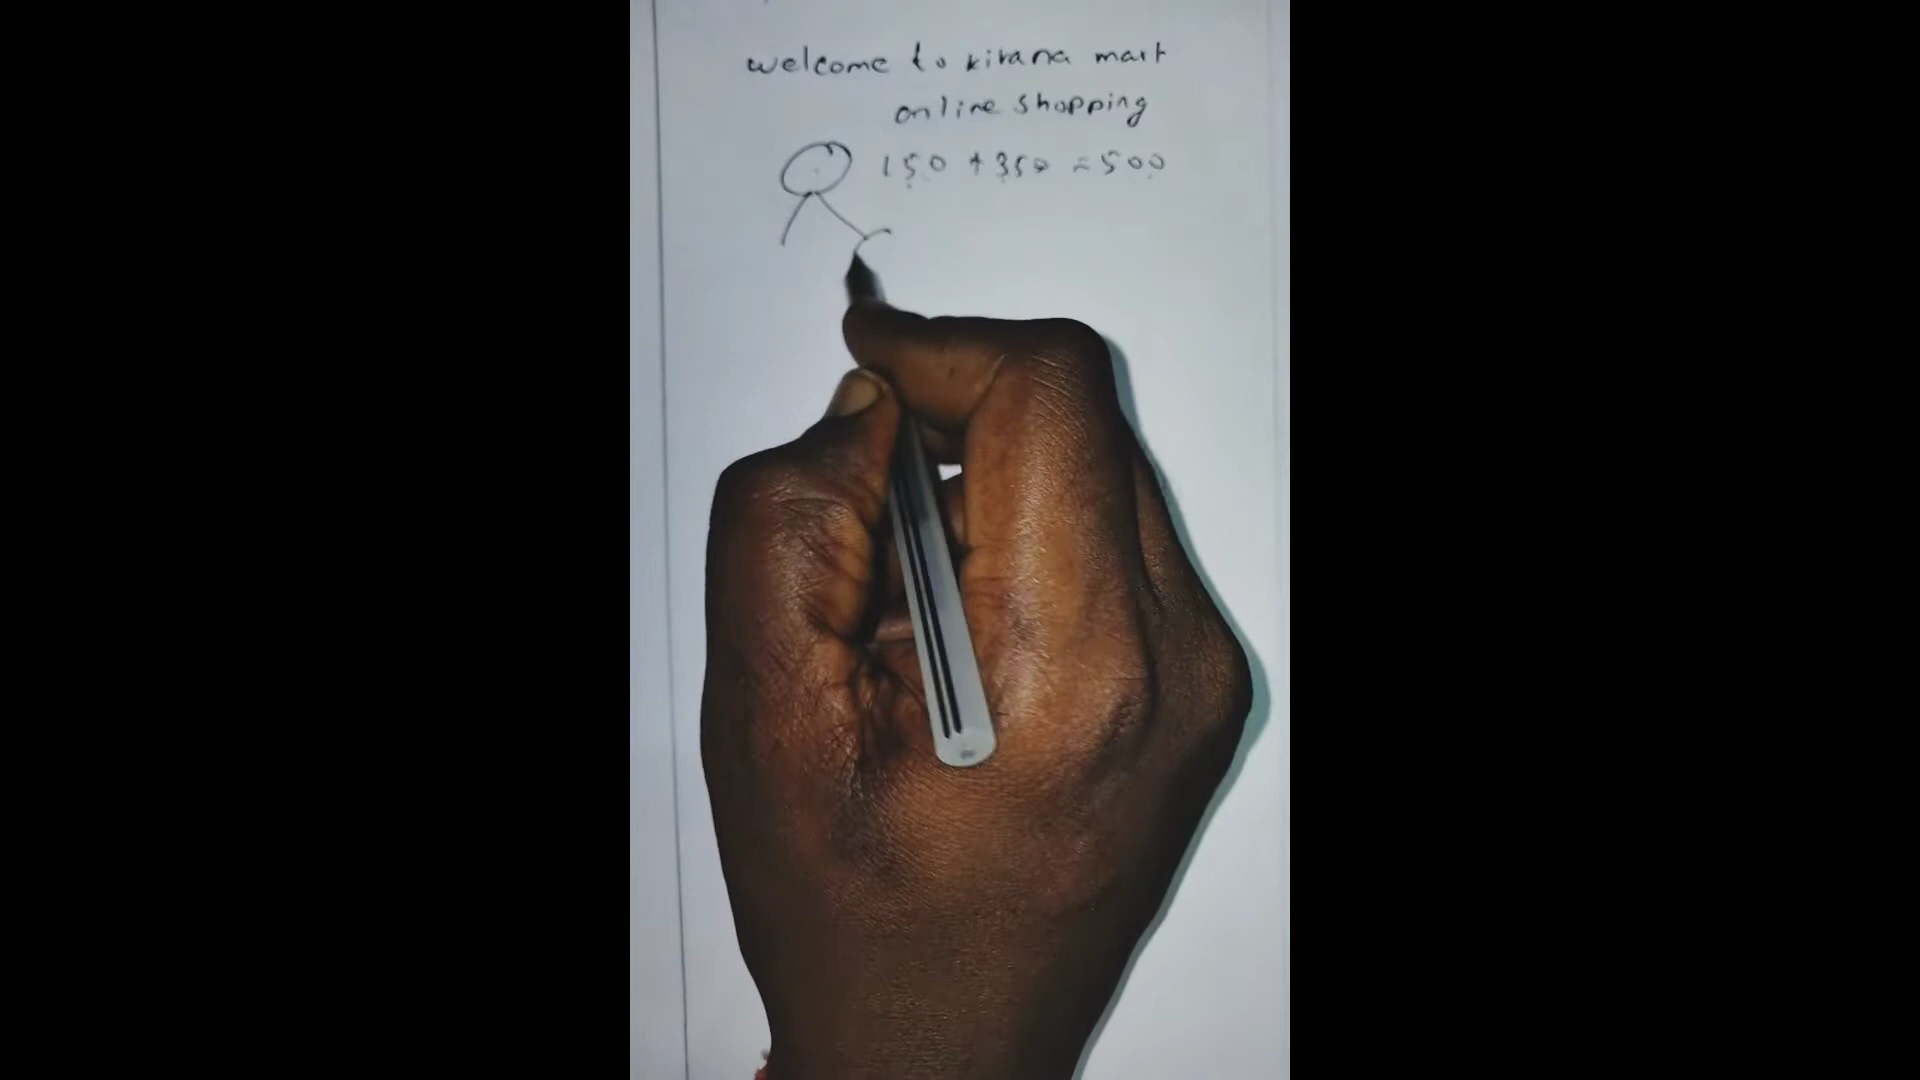 welcome to kirana mart
online shopping
150 + 350 = 500